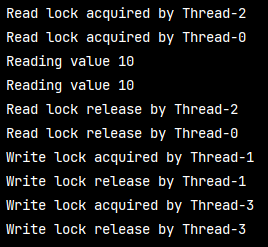 Read lock acquired by Thread-2
Read lock acquired by Thread-0
Reading value 10
Reading value 10
Read lock release by Thread-2
Read lock release by Thread-0
Write lock acquired by Thread-1
Write lock release by Thread-1
Write lock acquired by Thread-3
Write lock release by Thread-3